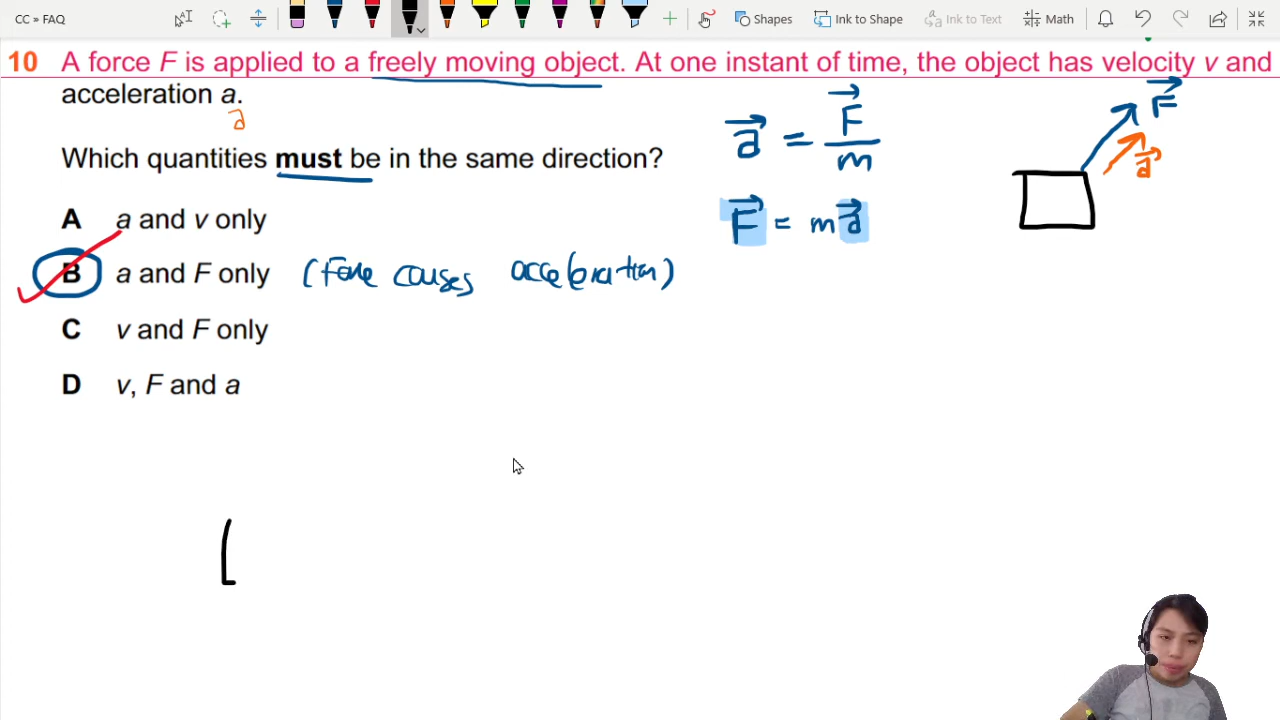 CC » FAQ
Shapes
Ink to Shape
Ink to Text
Math
10 A force F is applied to a freely moving object. At one instant of time, the object has velocity v and
acceleration a.
a
Which quantities must be in the same direction?
A a and v only
B a and F only (Force causes acceleration)
C v and F only
D v, F and a
a = F/m
F = ma
F
a